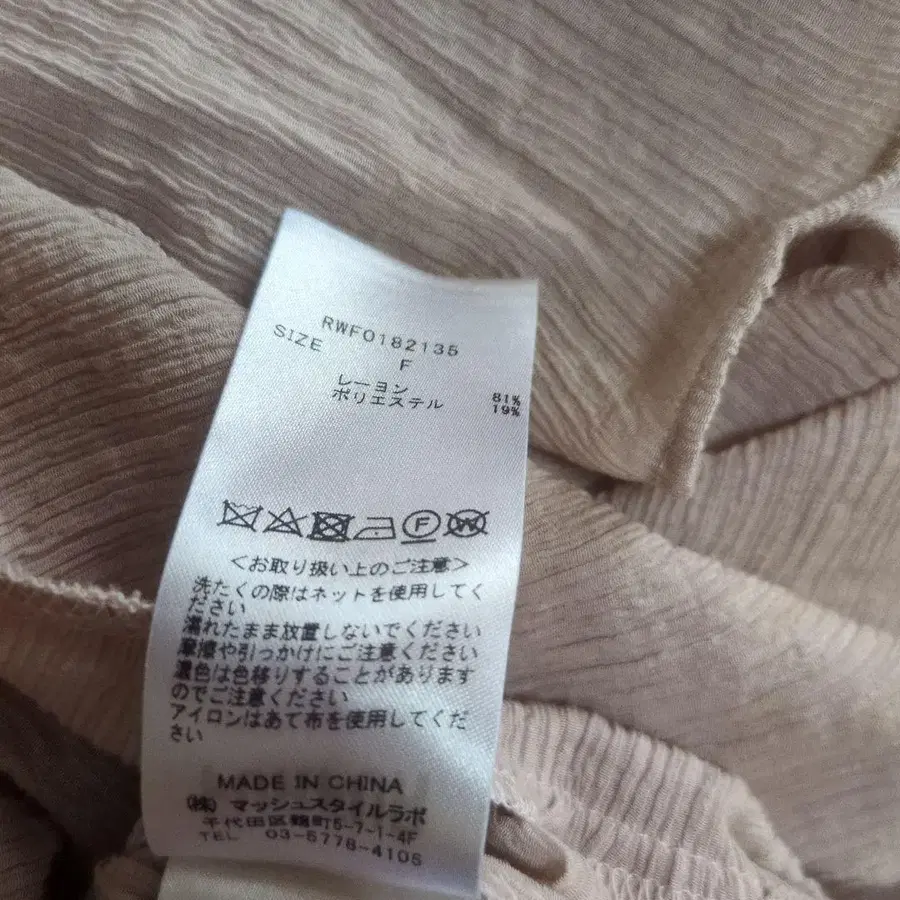 RWFO182135
SIZE F
レーヨン 81%
ポリエステル 19%
F W
<お取り扱い上のご注意>
洗たくの際はネットを使用してく
ださい
濡れたまま放置しないでください
摩擦や引っかけにご注意ください
濃色は色移りすることがあります
のでご注意ください
アイロンはあて布を使用してくだ
さい
MADE IN CHINA
(株) マッシュスタイルラボ
千代田区麹町5-7-1-4F
TEL 03-5778-4105